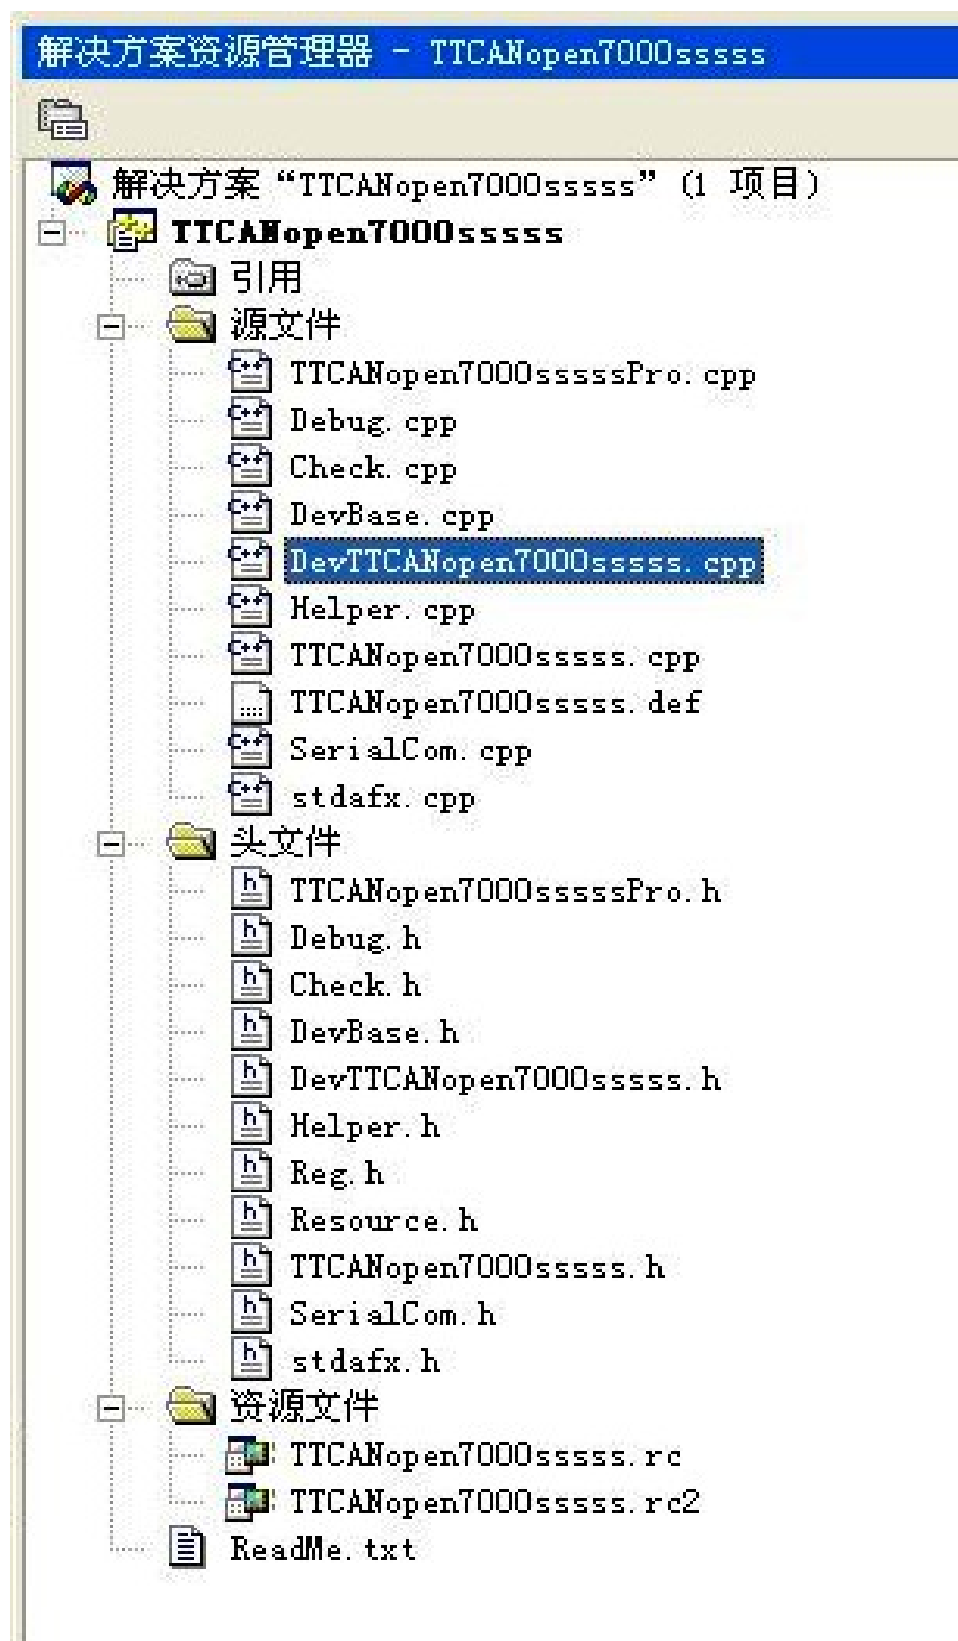 解决方案资源管理器 - TTCANopen7000sssss
解决方案“TTCANopen7000sssss” (1 项目)
TTCANopen7000sssss
引用
源文件
TTCANopen7000sssssPro.cpp
Debug.cpp
Check.cpp
DevBase.cpp
DevTTCANopen7000sssss.cpp
Helper.cpp
TTCANopen7000sssss.cpp
TTCANopen7000sssss.def
SerialCom.cpp
stdafx.cpp
头文件
TTCANopen7000sssssPro.h
Debug.h
Check.h
DevBase.h
DevTTCANopen7000sssss.h
Helper.h
Reg.h
Resource.h
TTCANopen7000sssss.h
SerialCom.h
stdafx.h
资源文件
TTCANopen7000sssss.rc
TTCANopen7000sssss.rc2
ReadMe.txt